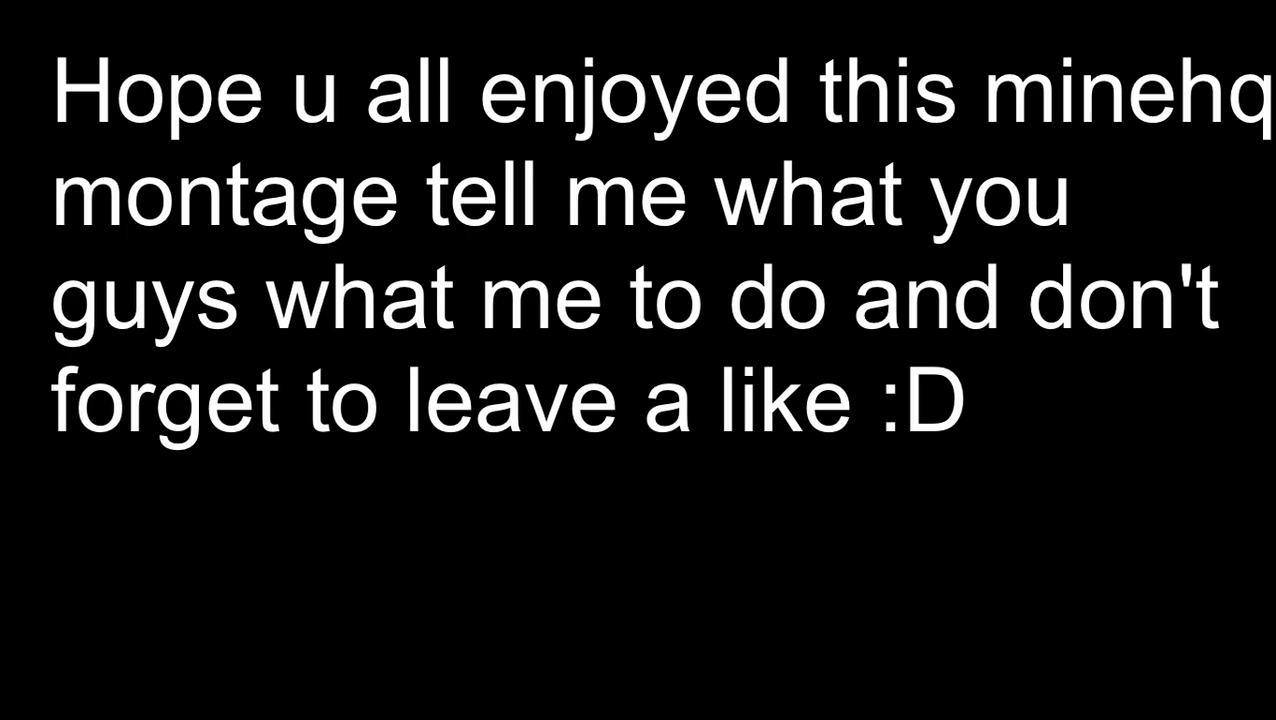 Hope u all enjoyed this minehq
montage tell me what you
guys what me to do and don't
forget to leave a like :D